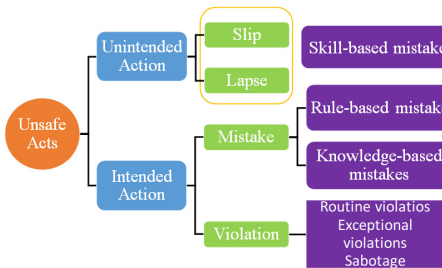 Slip
Unintended
Action
Skill-based mistake
Lapse
Unsafe
Acts
Rule-based mistake
Mistake
Knowledge-based
mistakes
Intended
Action
Routine violatios
Exceptional
violations
Sabotage
Violation